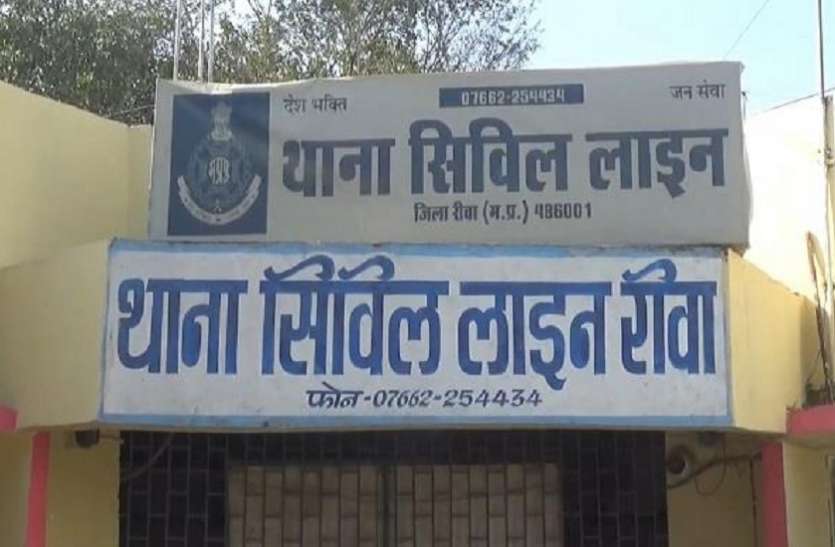 देश भक्ति 07662-254434 जन सेवा
थाना सिविल लाइन
जिला रीवा (म.प्र.) 486001
थाना सिविल लाइन रीवा
फोन-07662-254434